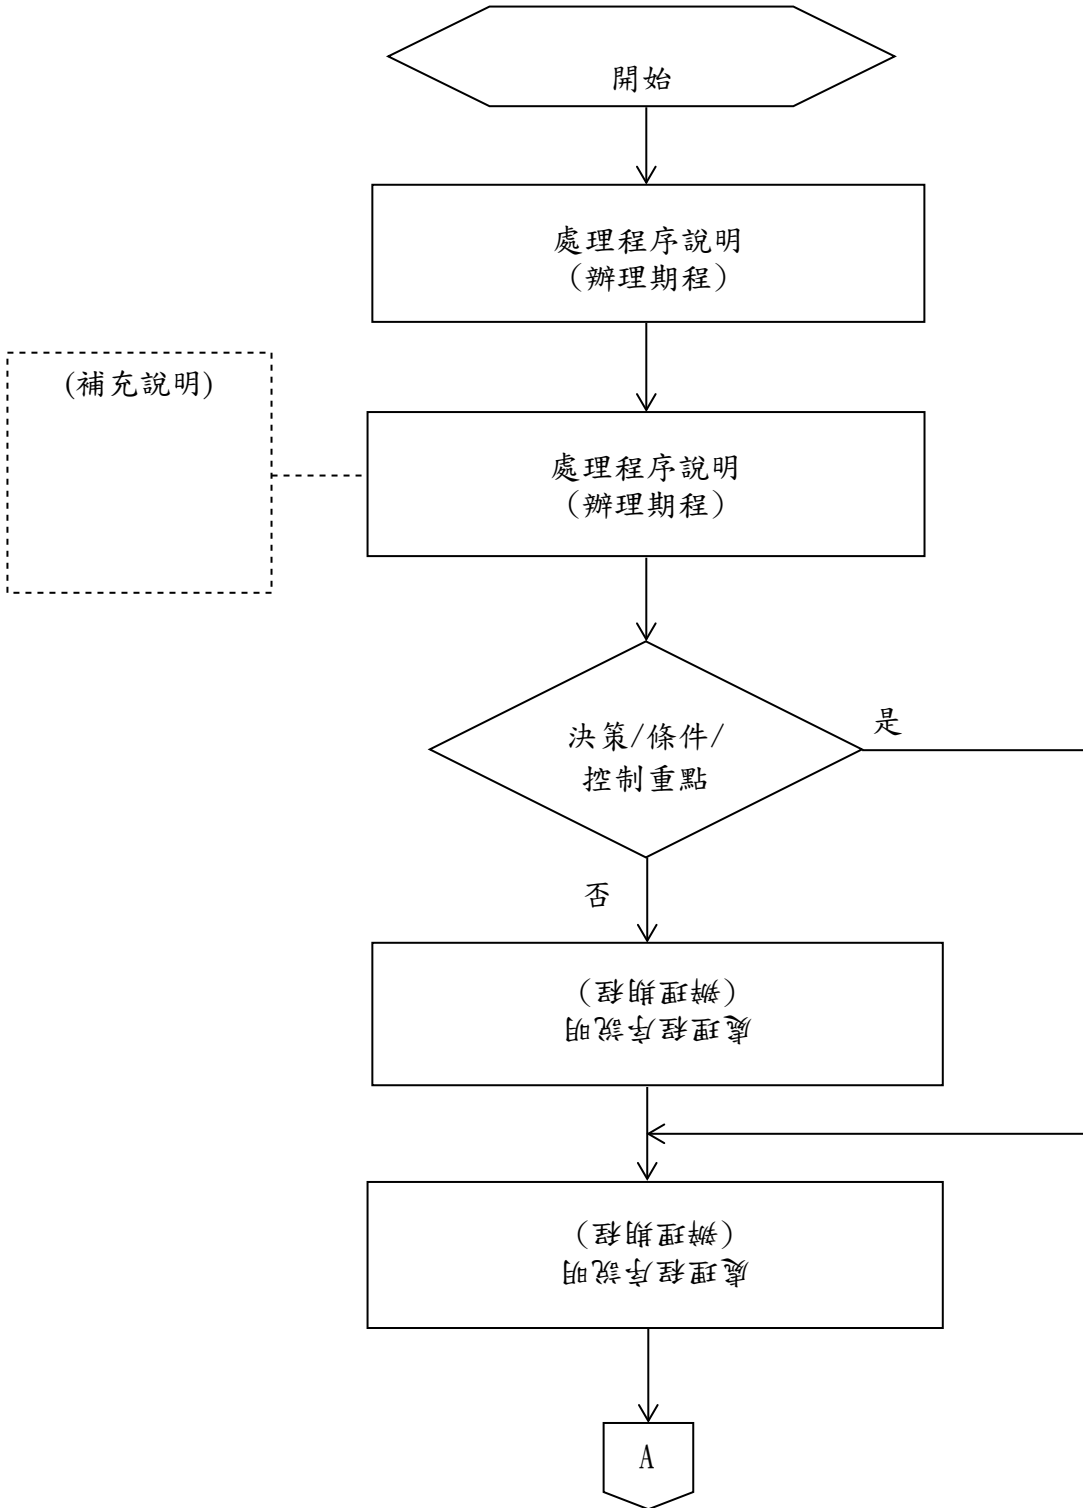 開始
處理程序說明
(辦理期程)
(補充說明)
處理程序說明
(辦理期程)
決策/條件/
控制重點
是
否
處理程序說明
(辦理期程)
處理程序說明
(辦理期程)
A